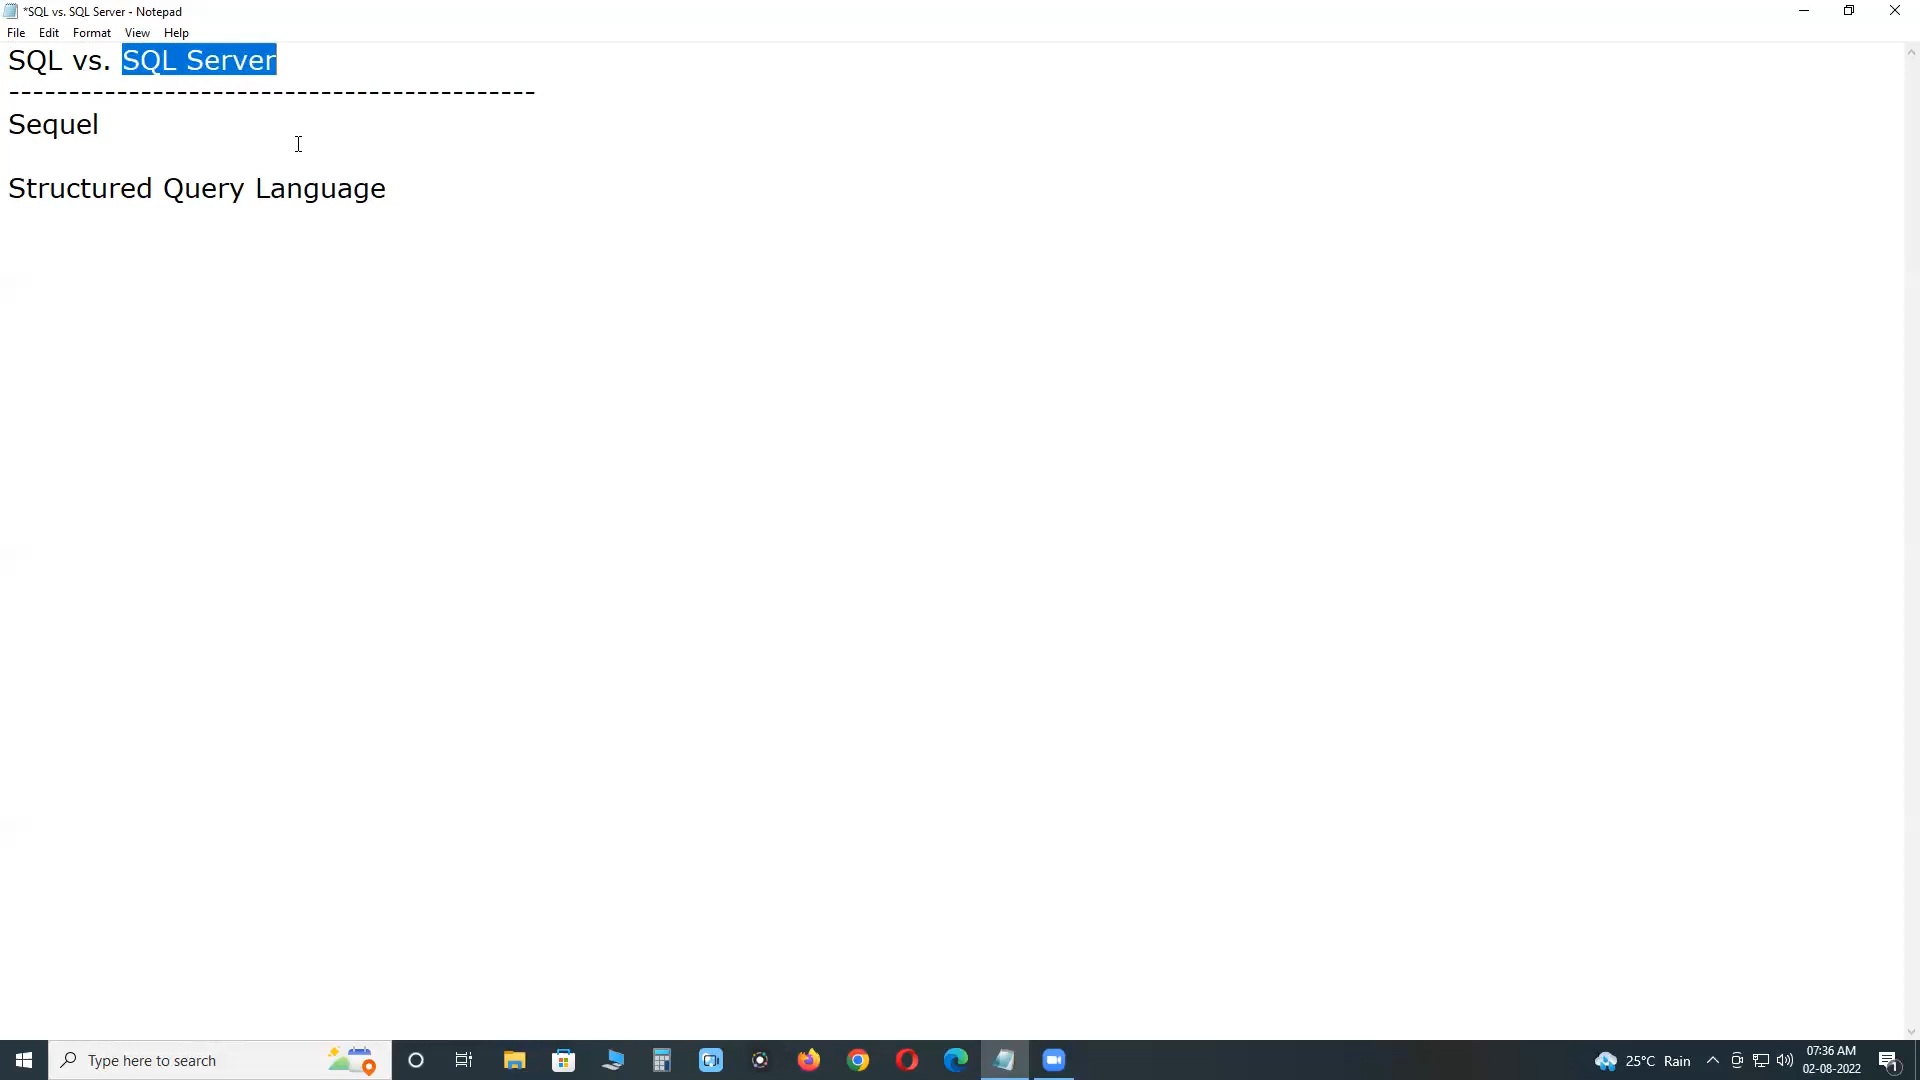 *SQL vs. SQL Server - Notepad
File Edit Format View Help
SQL vs. SQL Server
--------------------------------------------
Sequel
Structured Query Language
Type here to search
25°C Rain
07:36 AM
02-08-2022
1